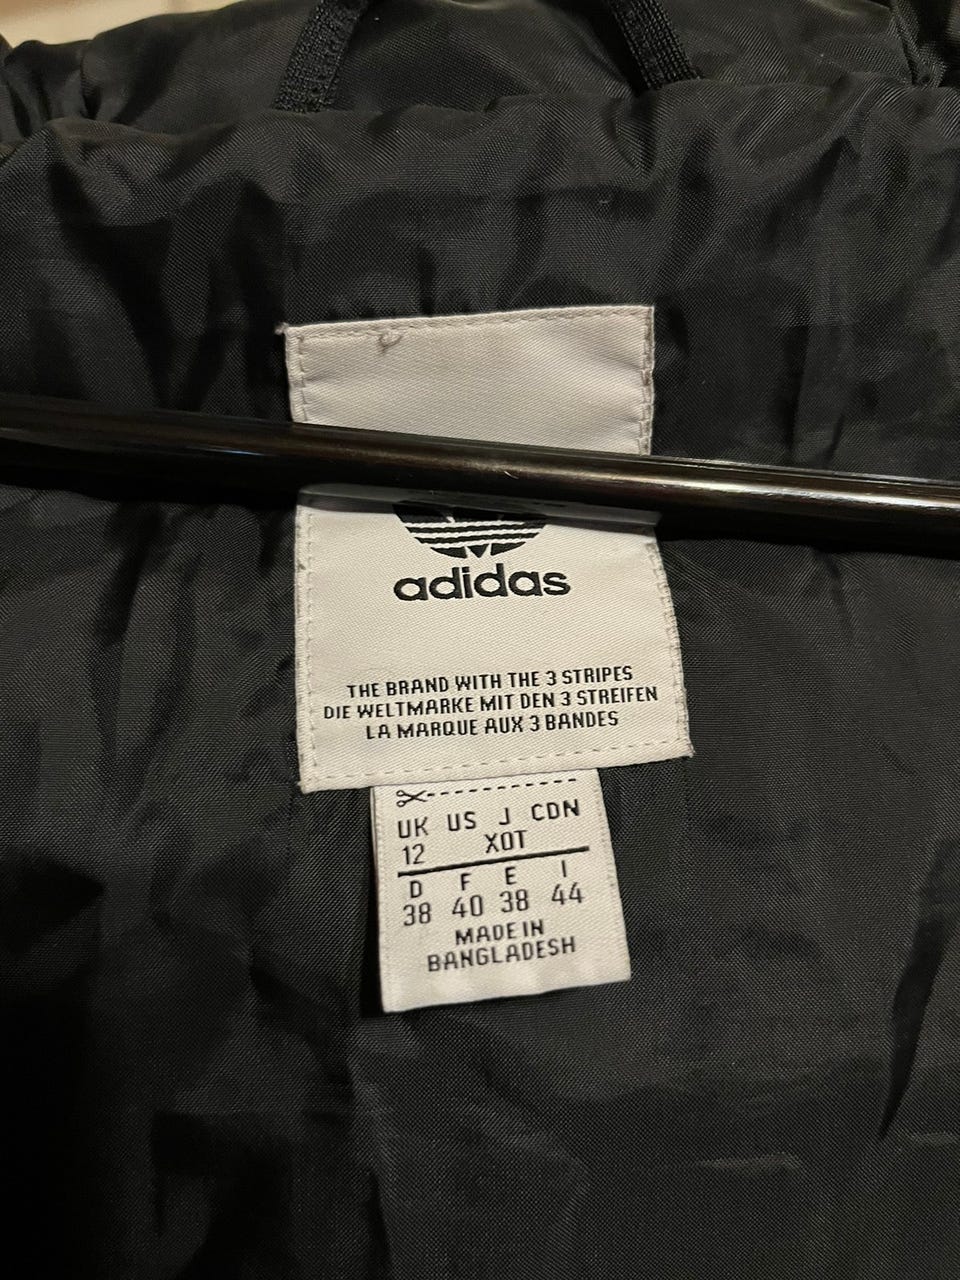 adidas
THE BRAND WITH THE 3 STRIPES
DIE WELTMARKE MIT DEN 3 STREIFEN
LA MARQUE AUX 3 BANDES
UK US J CDN
12 XOT
D F E I
38 40 38 44
MADE IN
BANGLADESH